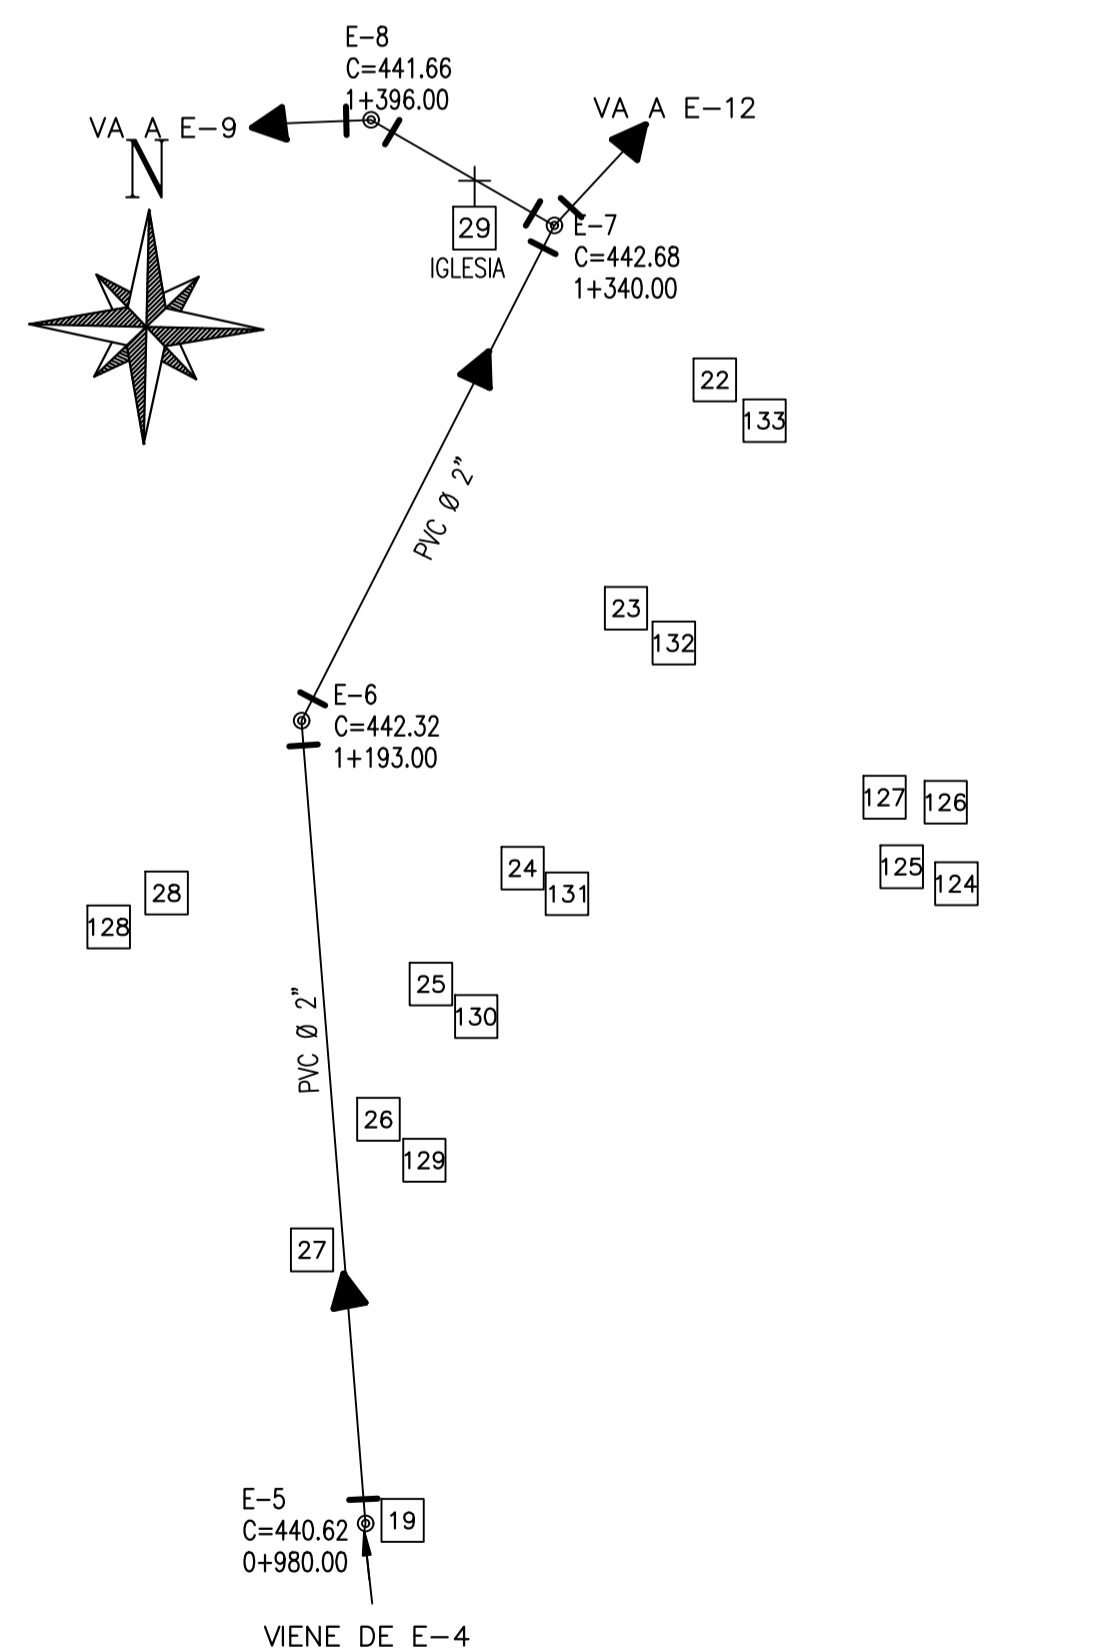 E-8
C=441.66
1+396.00
VA A E-9
VA A E-12
N
29
IGLESIA
E-7
C=442.68
1+340.00
22
133
PVC Ø 2"
23
132
E-6
C=442.32
1+193.00
127
126
125
124
24
131
28
128
25
130
PVC Ø 2"
26
129
27
E-5
C=440.62
0+980.00
19
VIENE DE E-4